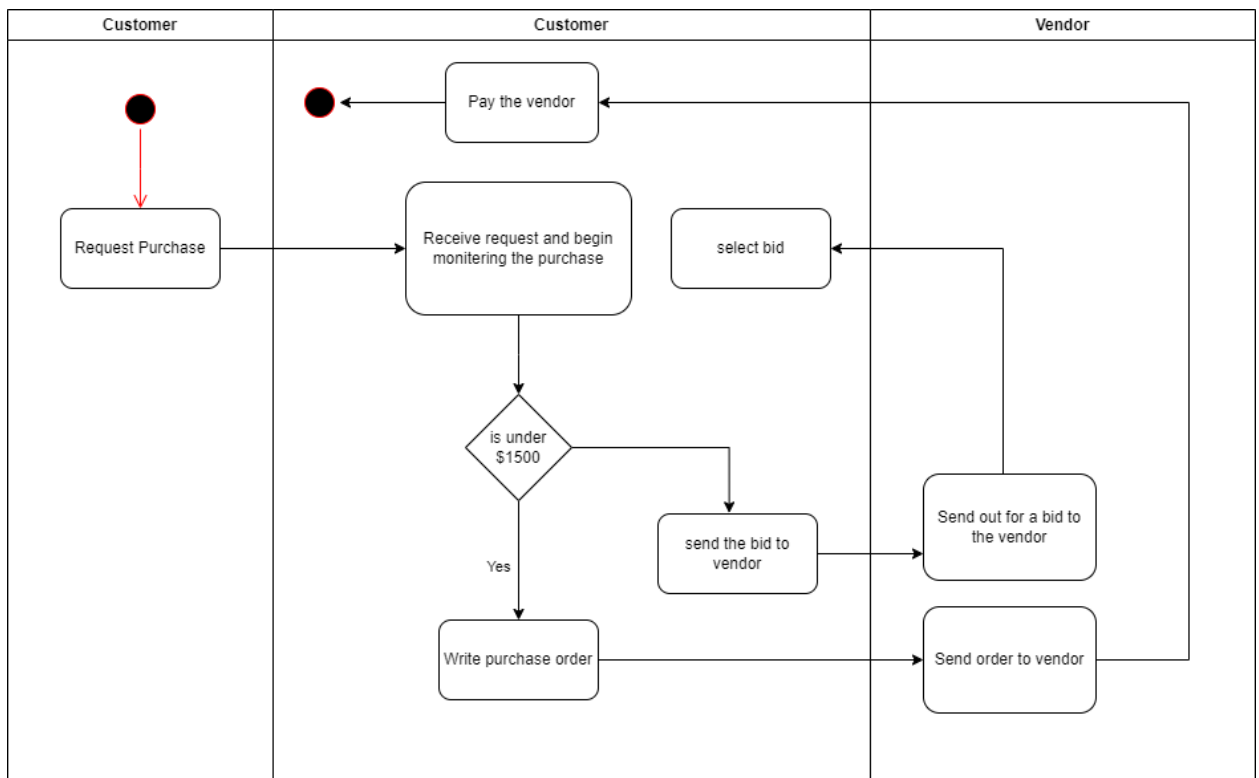 Customer
Customer
Vendor
Pay the vendor
Request Purchase
Receive request and begin
monitering the purchase
select bid
is under
$1500
Send out for a bid to
the vendor
send the bid to
vendor
Yes
Write purchase order
Send order to vendor